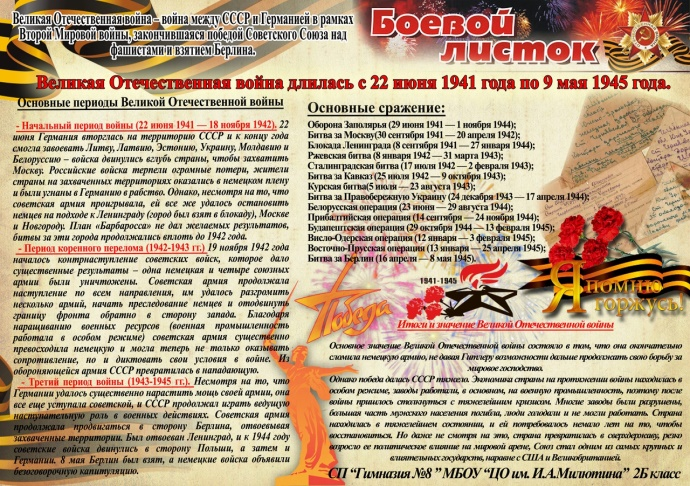 Великая Отечественная война – война между СССР и Германией в рамках
Второй Мировой войны, закончившаяся победой Советского Союза над
фашистами и взятием Берлина.
Боевой
листок
Великая Отечественная война длилась с 22 июня 1941 года по 9 мая 1945 года.
Основные периоды Великой Отечественной войны
- Начальный период войны (22 июня 1941 — 18 ноября 1942). 22
июня Германия вторглась на территорию СССР и к концу года
смогла завоевать Литву, Латвию, Эстонию, Украину, Молдавию и
Белоруссию – войска двинулись вглубь страны, чтобы захватить
Москву. Российские войска терпели огромные потери, жители
страны на захваченных территориях оказались в немецком плену
и были угнаны в Германию в рабство. Однако, несмотря на то, что
советская армия проигрывала, ей все же удалось остановить
немцев на подходе к Ленинграду (город был взят в блокаду), Москве
и Новгороду. План «Барбаросса» не дал желаемых результатов,
битвы за эти города продолжались вплоть до 1942 года.
- Период коренного перелома (1942-1943 гг.) 19 ноября 1942 года
началось контрнаступление советских войск, которое дало
существенные результаты – одна немецкая и четыре союзных
армии были уничтожены. Советская армия продолжала
наступление по всем направлениям, им удалось разгромить
несколько армий, начать преследование немцев и отодвинуть
границу фронта обратно в сторону запада. Благодаря
наращиванию военных ресурсов (военная промышленность
работала в особом режиме) советская армия существенно
превосходила немецкую и могла теперь не только оказывать
сопротивление, но и диктовать свои условия в войне. Из
обороняющейся армия СССР превратилась в нападающую.
- Третий период войны (1943-1945 гг.). Несмотря на то, что
Германии удалось существенно нарастить мощь своей армии, она
все еще уступала советской, и СССР продолжал играть ведущую
наступательную роль в военных действиях. Советская армия
продолжала продвигаться в сторону Берлина, отвоевывая
захваченные территории. Был отвоеван Ленинград, и к 1944 году
советские войска двинулись в сторону Польши, а затем и
Германии. 8 мая Берлин был взят, а немецкие войска объявили
безоговорочную капитуляцию.
Основные сражение:
Оборона Заполярья (29 июня 1941 — 1 ноября 1944);
Битва за Москву(30 сентября 1941 — 20 апреля 1942);
Блокада Ленинграда (8 сентября 1941 — 27 января 1944);
Ржевская битва (8 января 1942 — 31 марта 1943);
Сталинградская битва (17 июля 1942 — 2 февраля 1943);
Битва за Кавказ (25 июля 1942 — 9 октября 1943);
Курская битва(5 июля — 23 августа 1943);
Битва за Правобережную Украину (24 декабря 1943 — 17 апреля 1944);
Белорусская операция (23 июня — 29 августа 1944);
Прибалтийская операция (14 сентября — 24 ноября 1944);
Будапештская операция (29 октября 1944 — 13 февраля 1945);
Висло-Одерская операция (12 января — 3 февраля 1945);
Восточно-Прусская операция (13 января — 25 апреля 1945);
Битва за Берлин (16 апреля — 8 мая 1945).
1941-1945
Победа
Я помню
горжусь!
Итоги и значение Великой Отечественной войны
Основное значение Великой Отечественной войны состояло в том, что она окончательно
сломила немецкую армию, не давая Гитлеру возможности дальше продолжать свою борьбу за
мировое господство.
Однако победа далась СССР тяжело. Экономика страны на протяжении войны находилась в
особом режиме, заводы работали, в основном, на военную промышленность, поэтому после
войны пришлось столкнуться с тяжелейшим кризисом. Многие заводы были разрушены,
большая часть мужского населения погибла, люди голодали и не могли работать. Страна
находилась в тяжелейшем состоянии, и ей потребовалось немало лет на то, чтобы
восстановиться. Но даже не смотря на это, страна превратилась в сверхдержаву, резко
возросло ее политическое влияние на мировой арене, Союз стал одним из самых крупных и
влиятельных государств, наравне с США и Великобританией.
СП “Гимназия №8 ” МБОУ “ЦО им. И.А.Милютина” 2Б класс